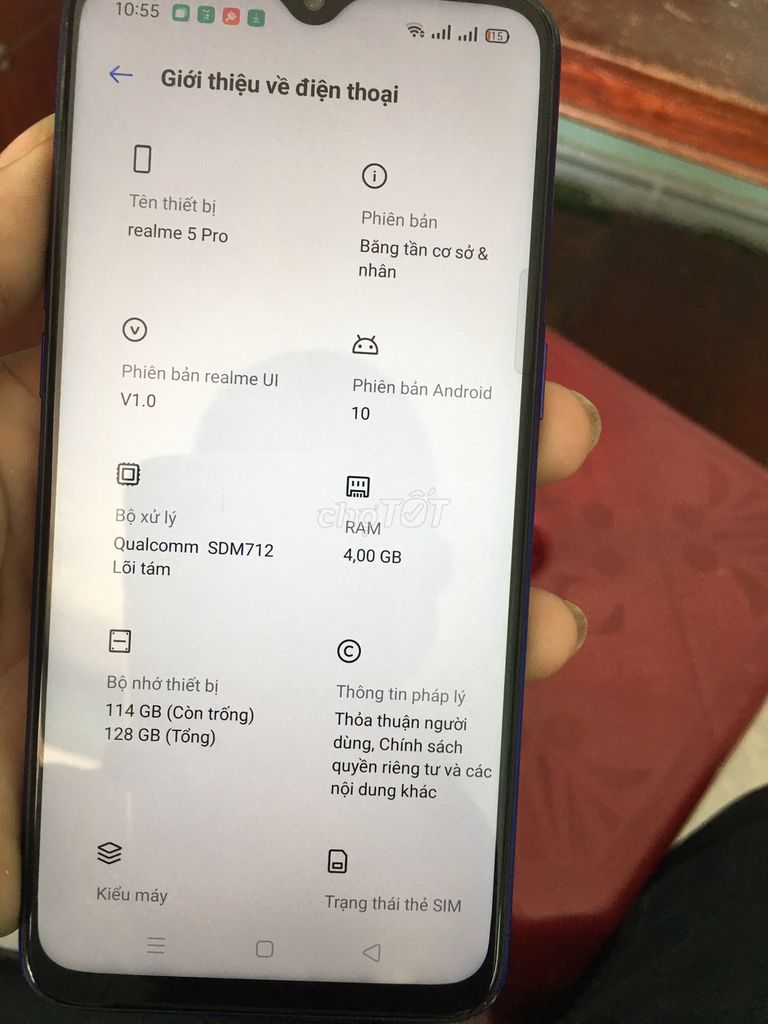 10:55
15
Giới thiệu về điện thoại
Tên thiết bị
realme 5 Pro
Phiên bản
Băng tần cơ sở &
nhân
Phiên bản realme UI
V1.0
Phiên bản Android
10
Bộ xử lý
Qualcomm SDM712
Lõi tám
chợTỐT
RAM
4,00 GB
Bộ nhớ thiết bị
114 GB (Còn trống)
128 GB (Tổng)
Thông tin pháp lý
Thỏa thuận người
dùng, Chính sách
quyền riêng tư và các
nội dung khác
Kiểu máy
Trạng thái thẻ SIM